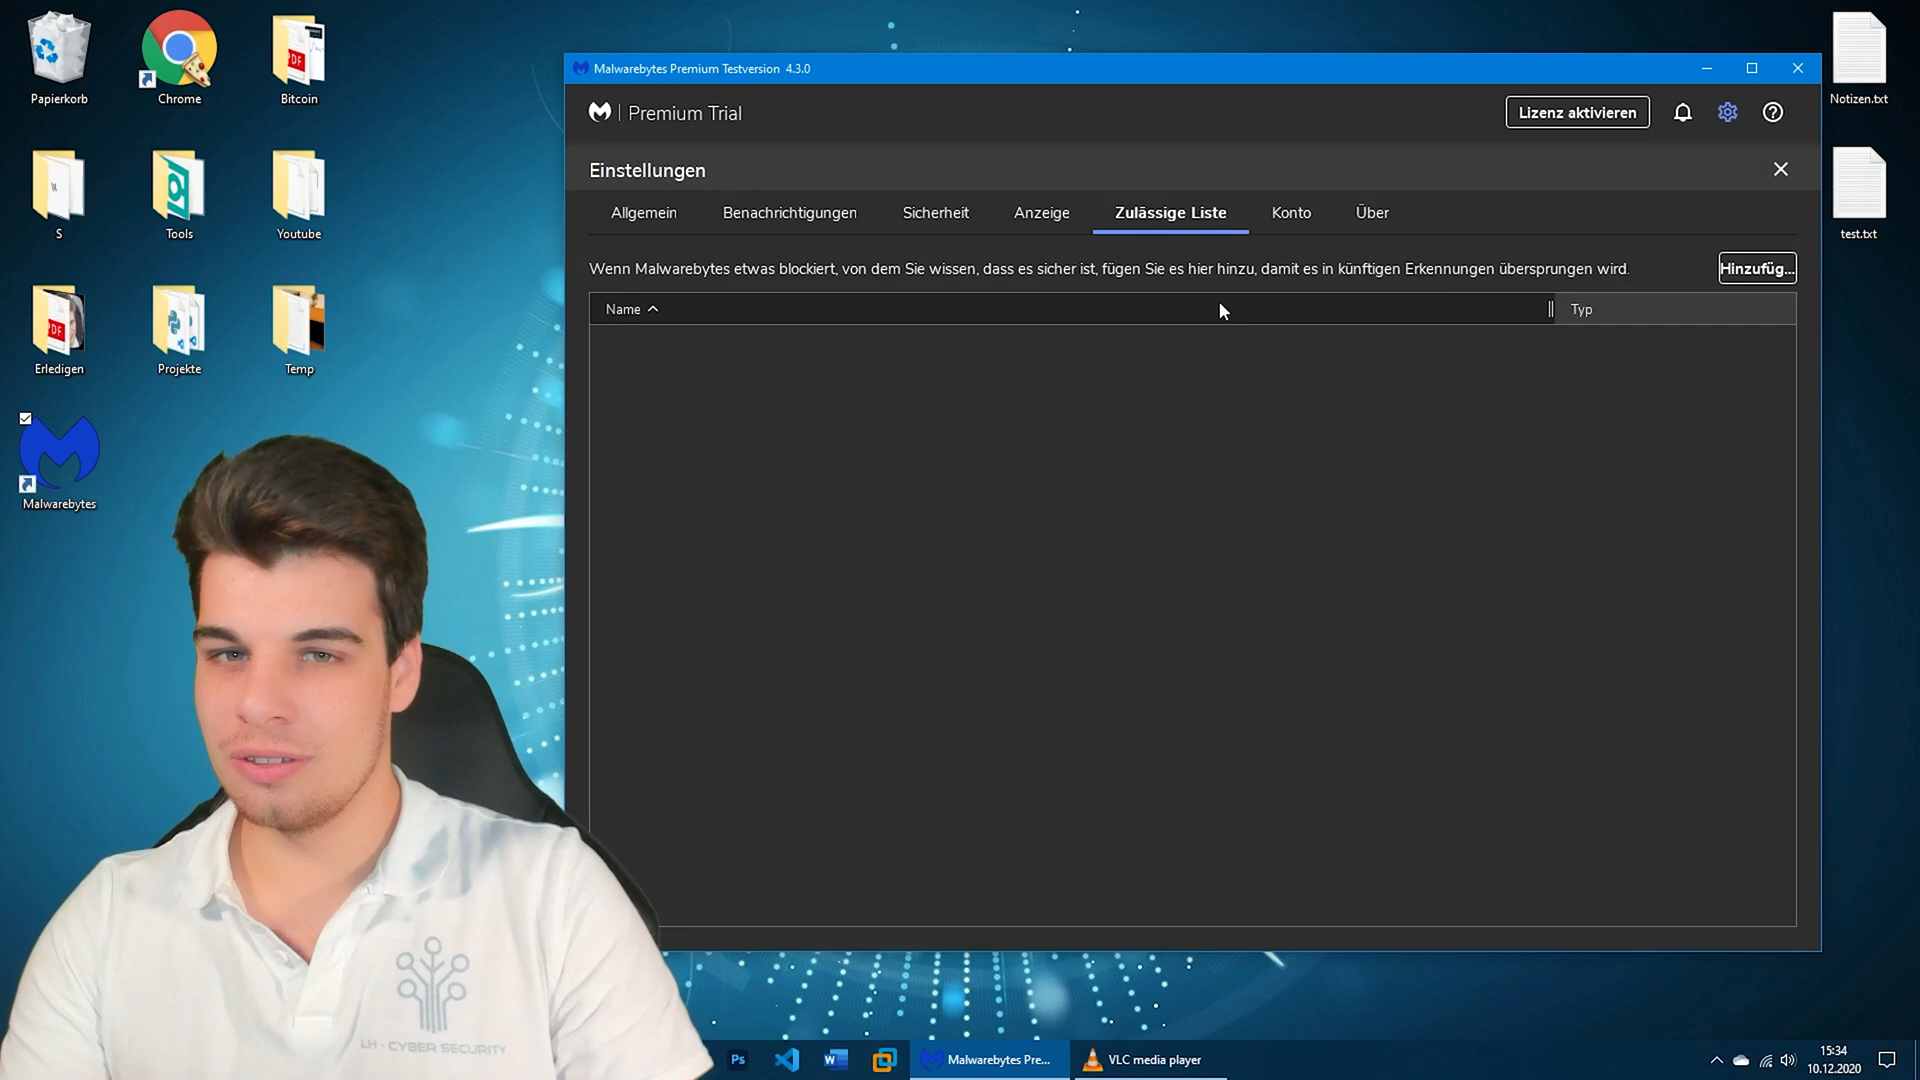 Papierkorb
Chrome
Bitcoin
PDF
S
Tools
Youtube
PDF
Erledigen
Projekte
Temp
Malwarebytes
Notizen.txt
test.txt
Malwarebytes Premium Testversion 4.3.0
Premium Trial
Lizenz aktivieren
Einstellungen
Allgemein Benachrichtigungen Sicherheit Anzeige Zulässige Liste Konto Über
Wenn Malwarebytes etwas blockiert, von dem Sie wissen, dass es sicher ist, fügen Sie es hier hinzu, damit es in künftigen Erkennungen übersprungen wird.
Hinzufüg...
Name Typ
LH - CYBER SECURITY
Ps
W
Malwarebytes Pre...
VLC media player
15:34
10.12.2020